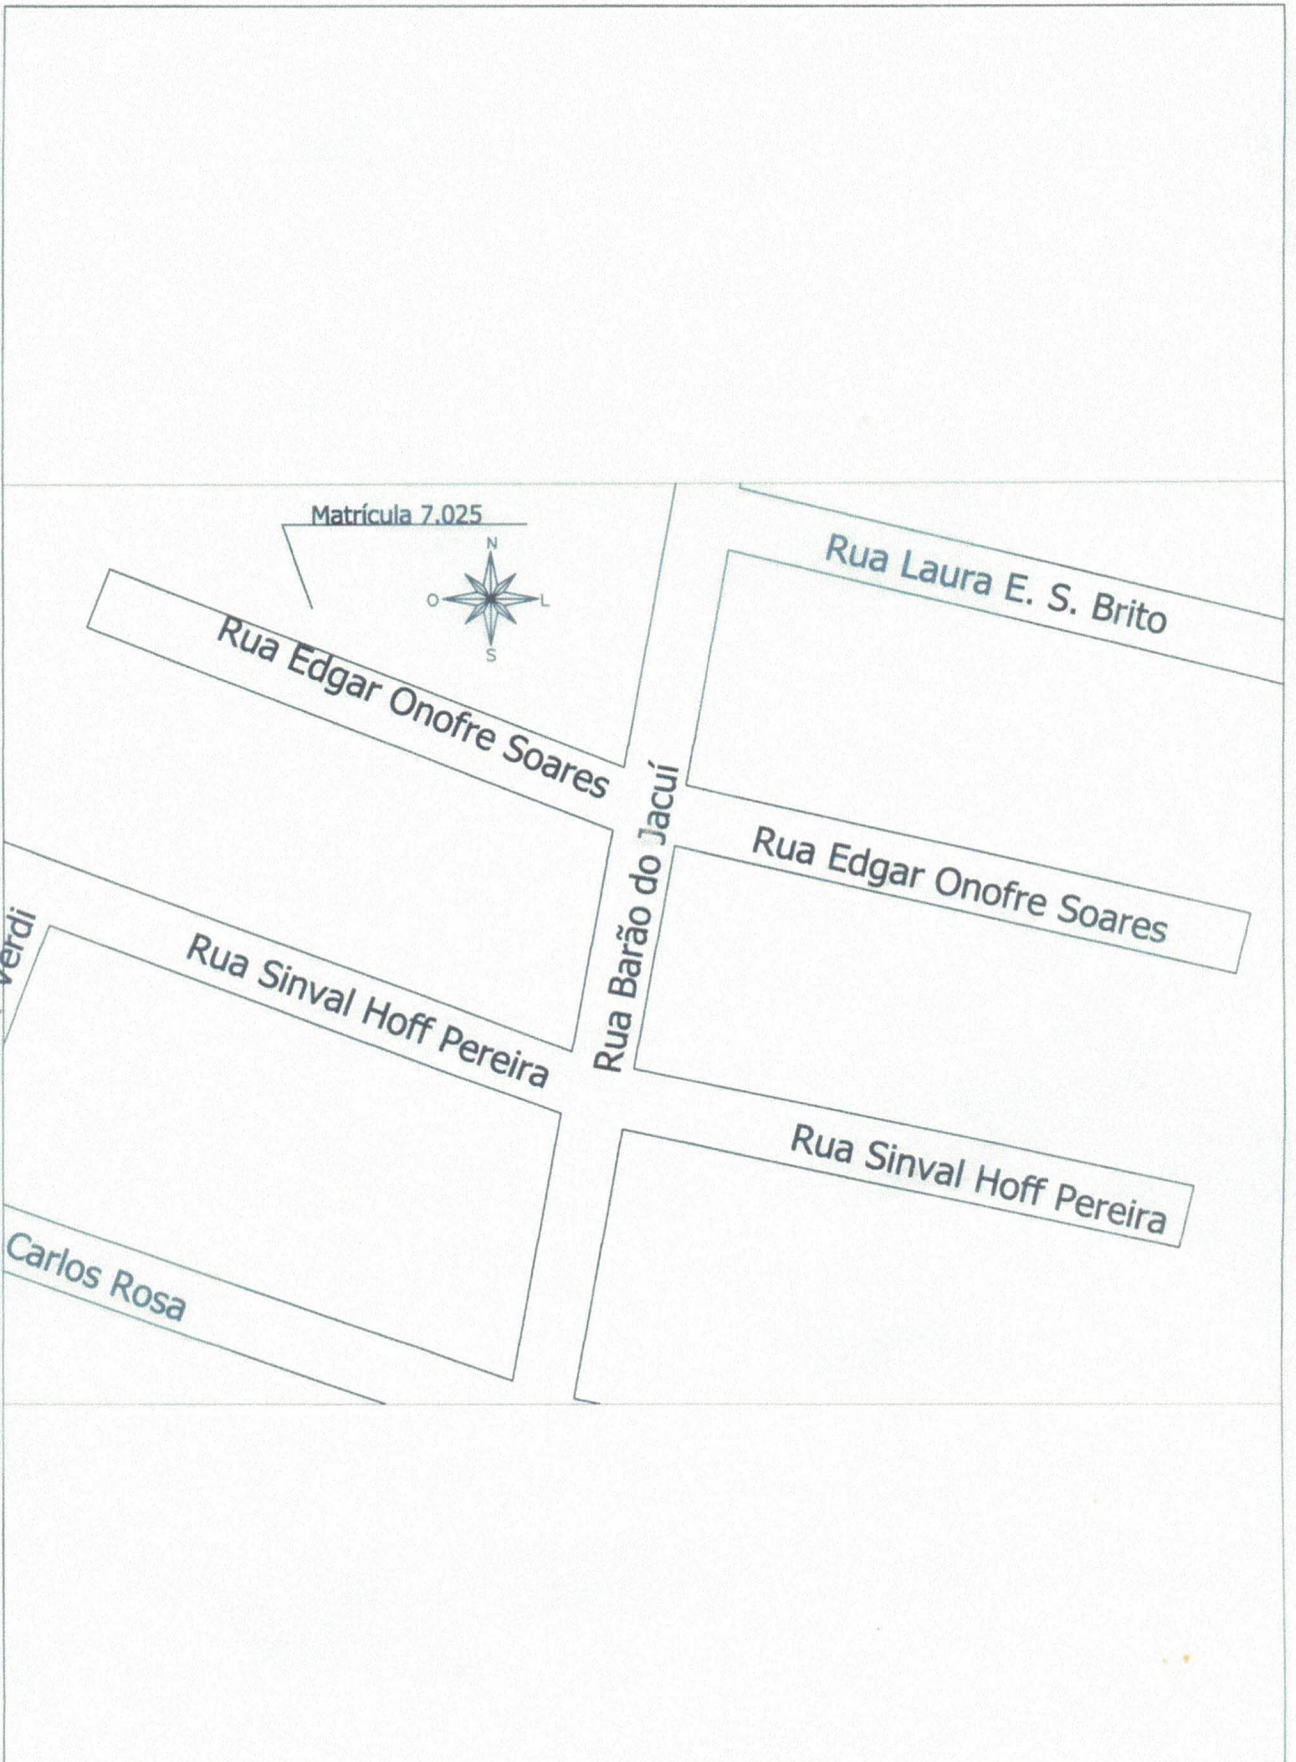 Matrícula 7.025
N
O
L
S
Rua Laura E. S. Brito
Rua Edgar Onofre Soares
Rua Barão do Jacuí
Rua Edgar Onofre Soares
Verdi
Rua Sinval Hoff Pereira
Rua Sinval Hoff Pereira
Carlos Rosa